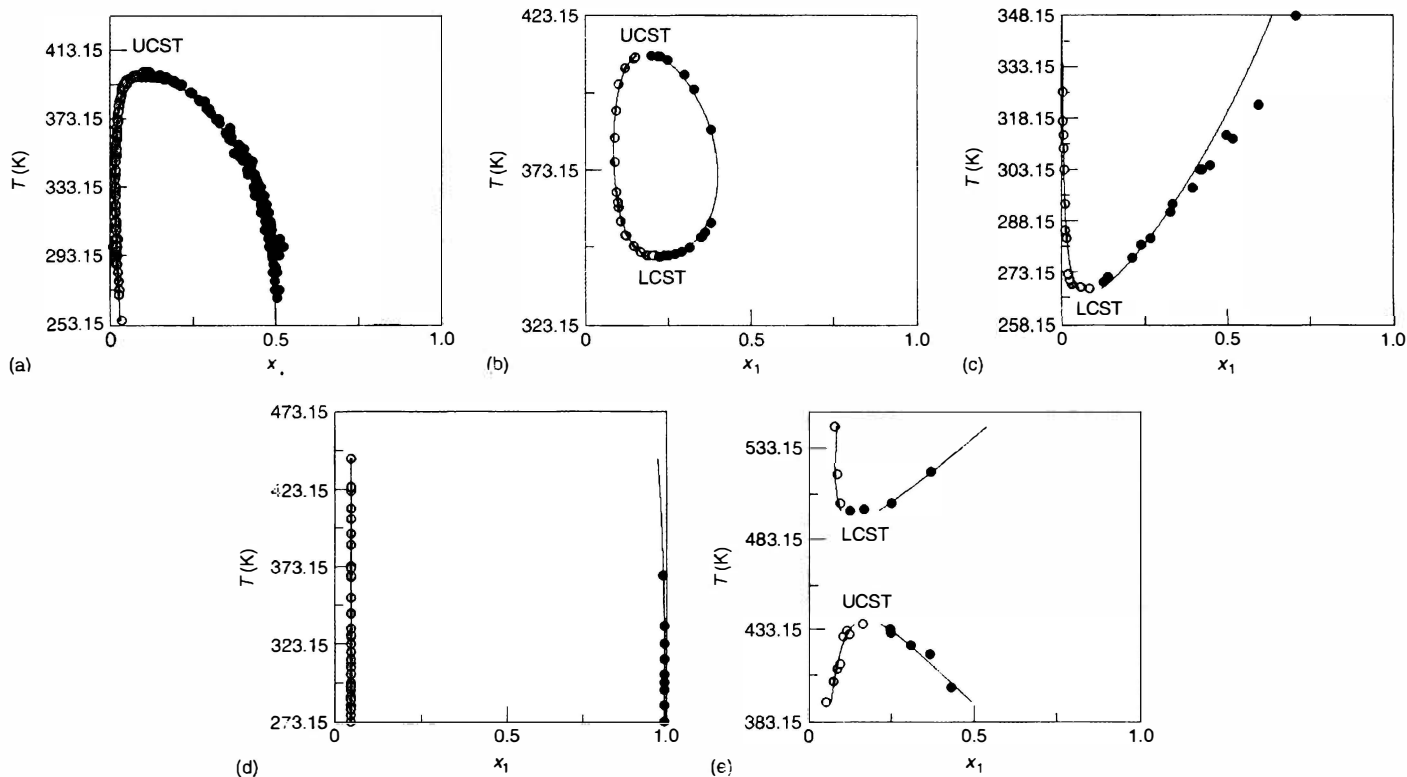 UCST
413.15
373.15
333.15
293.15
253.15
T (K)
0
0.5
1.0
x.
(a)
423.15
UCST
373.15
LCST
323.15
T (K)
0
0.5
1.0
x1
(b)
348.15
333.15
318.15
303.15
288.15
273.15
LCST
258.15
T (K)
0
0.5
1.0
x1
(c)
473.15
423.15
373.15
323.15
273.15
T (K)
0
0.5
1.0
x1
(d)
533.15
LCST
483.15
UCST
433.15
383.15
T (K)
0
0.5
1.0
x1
(e)